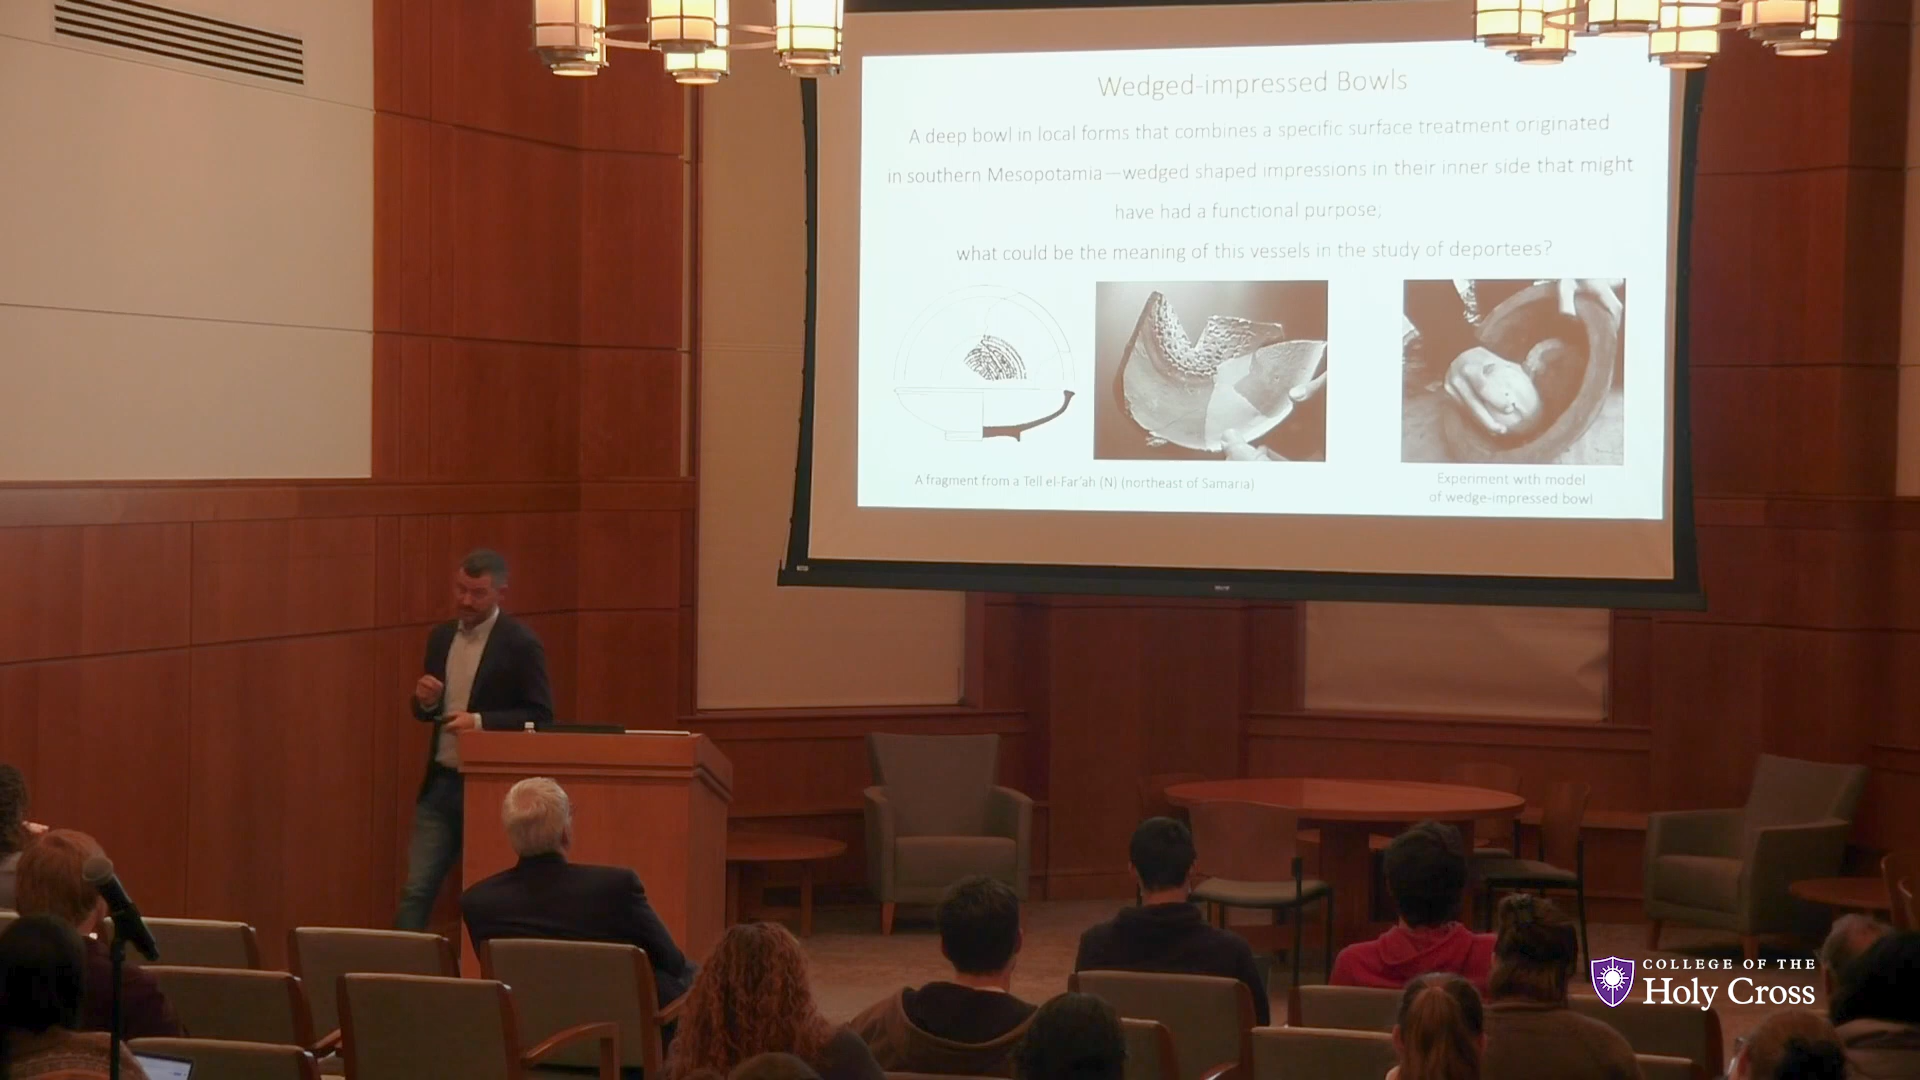 Wedged-impressed Bowls
A deep bowl in local forms that combines a specific surface treatment originated
in southern Mesopotamia—wedged shaped impressions in their inner side that might
have had a functional purpose;
what could be the meaning of this vessels in the study of deportees?
A fragment from a Tell el-Far'ah (N) (northeast of Samaria)
Experiment with model
of wedge-impressed bowl
COLLEGE OF THE
Holy Cross